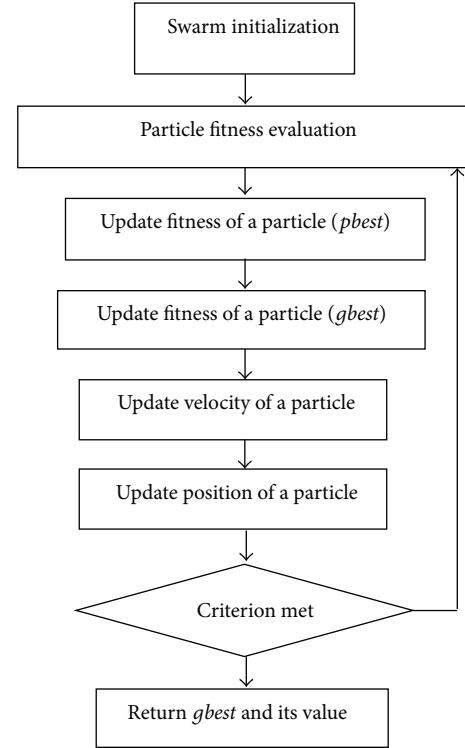 Swarm initialization
Particle fitness evaluation
Update fitness of a particle (pbest)
Update fitness of a particle (gbest)
Update velocity of a particle
Update position of a particle
Criterion met
Return gbest and its value